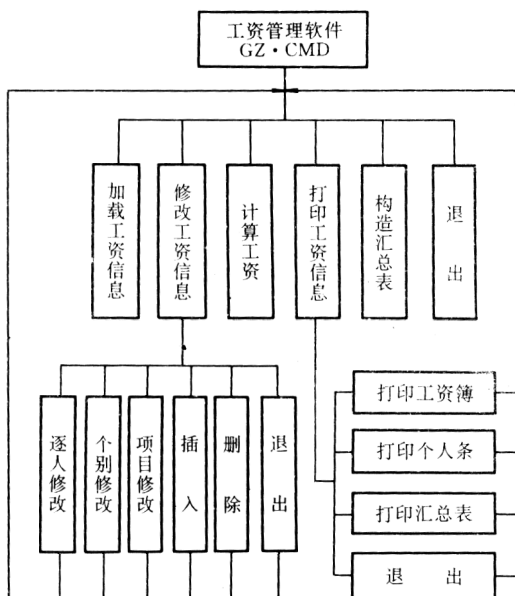 工资管理软件
GZ·CMD
加载工资信息
修改工资信息
计算工资
打印工资信息
构造汇总表
退出
逐人修改
个别修改
项目修改
插入
删除
退出
打印工资簿
打印个人条
打印汇总表
退出